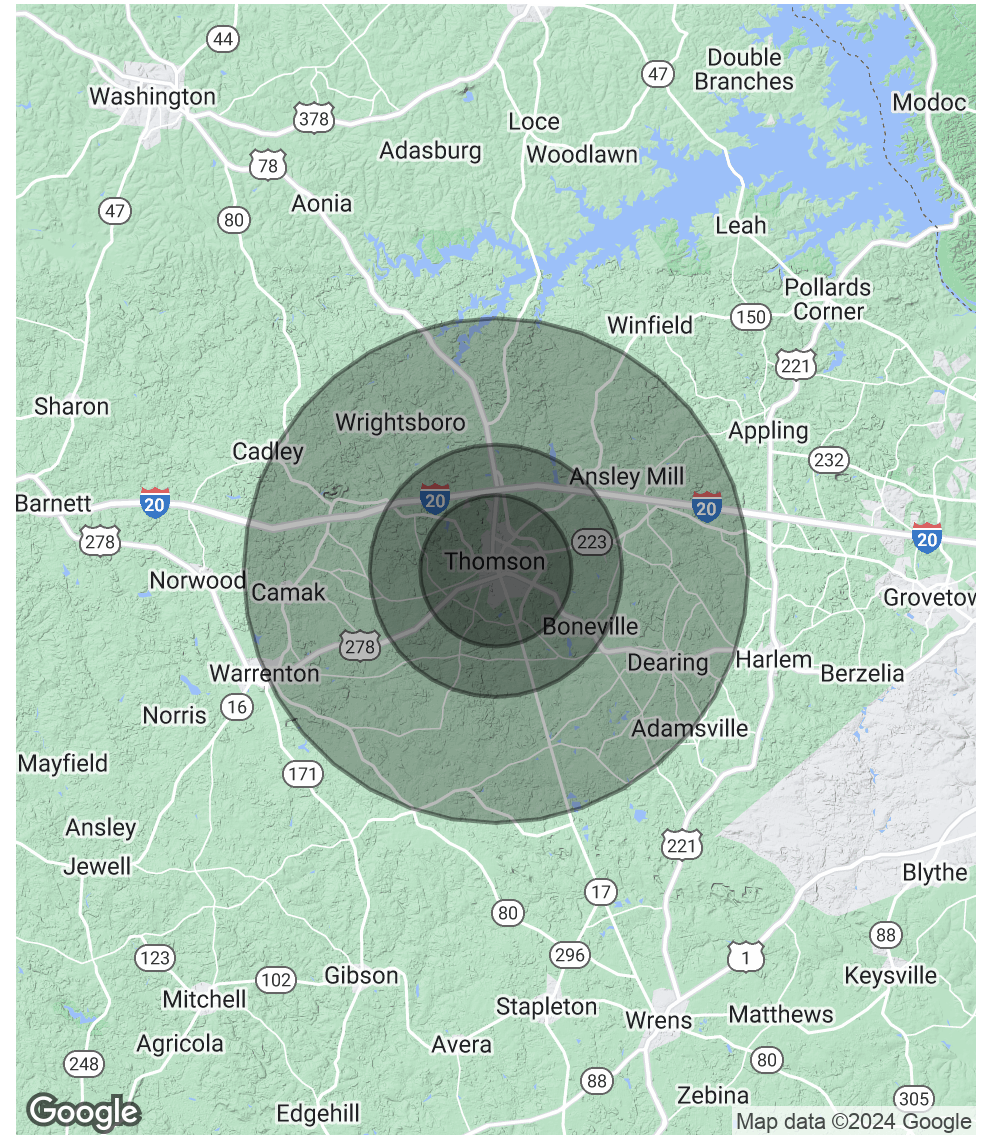 44
Double
Branches
47
Washington
Modoc
378
Loce
Adasburg
Woodlawn
78
47
80
Aonia
Leah
Pollards
Corner
150
Winfield
221
Sharon
Wrightsboro
Appling
Cadley
232
Ansley Mill
Barnett
20
20
20
20
278
223
Thomson
Norwood
Camak
Grovetow
Boneville
278
Dearing
Harlem
Warrenton
Berzelia
16
Norris
Adamsville
Mayfield
171
Ansley
221
Jewell
Blythe
17
80
88
123
296
1
102
Gibson
Keysville
Mitchell
Stapleton
Wrens
Matthews
Agricola
Avera
248
80
88
Zebina
305
Google
Edgehill
Map data ©2024 Google